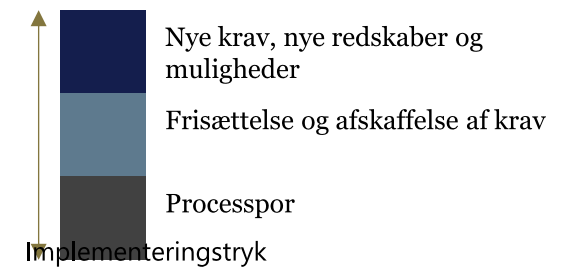 Nye krav, nye redskaber og
muligheder
Frisættelse og afskaffelse af krav
Processpor
Implementeringstryk